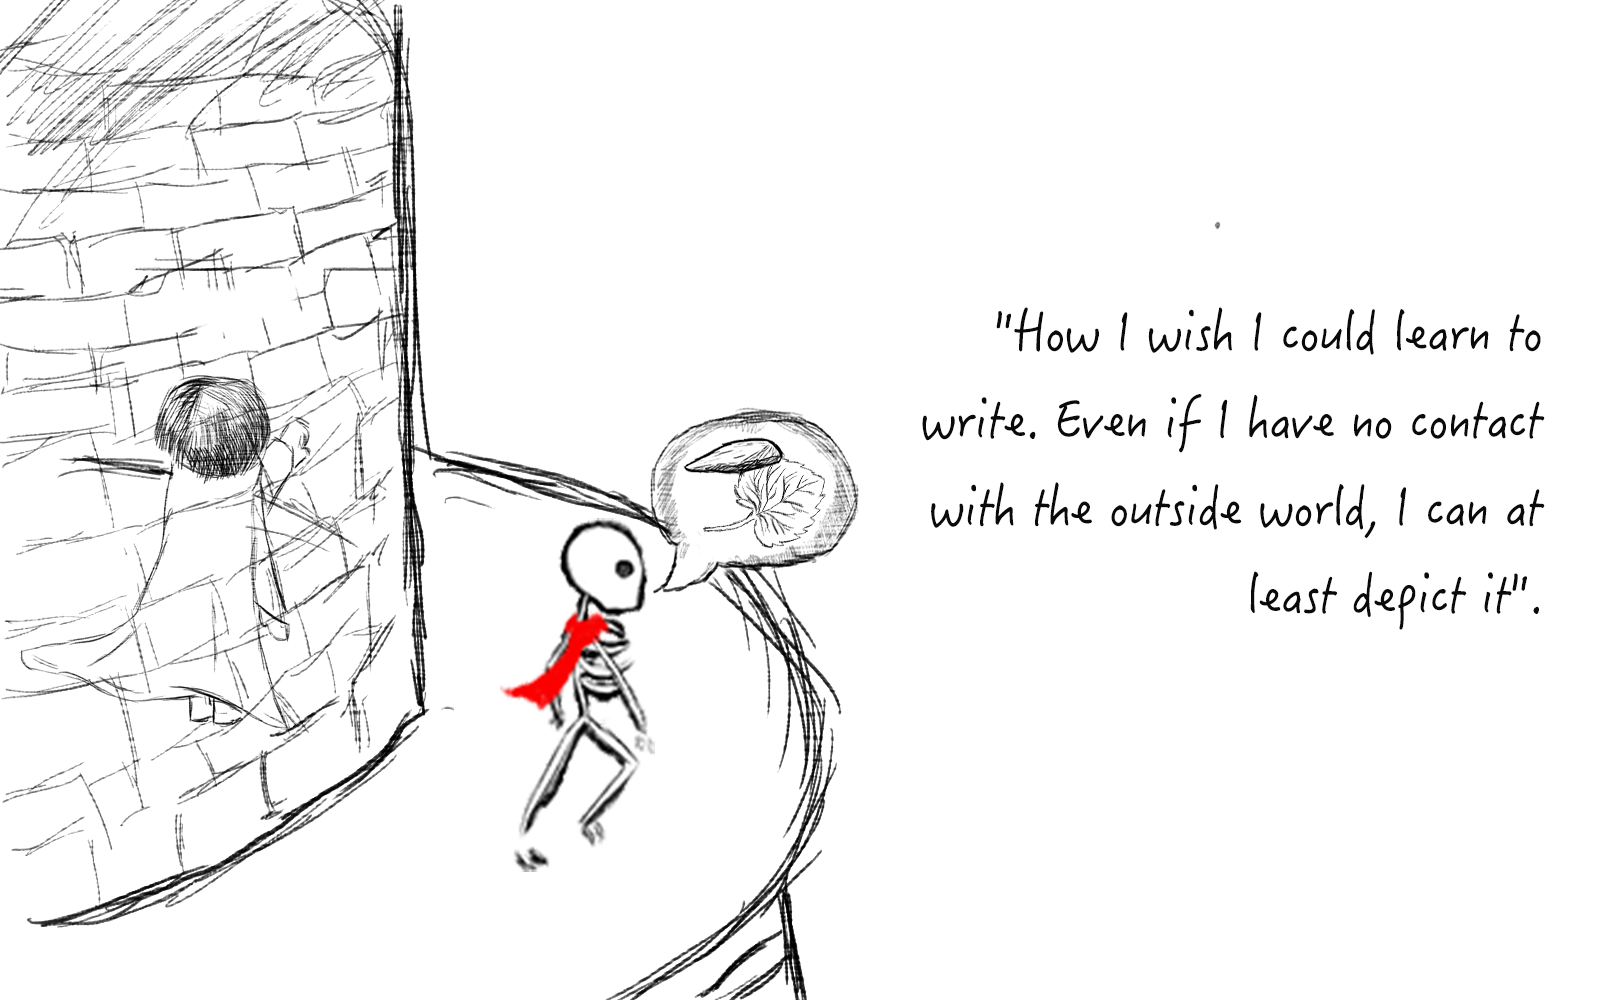 "How I wish I could learn to
write. Even if I have no contact
with the outside world, I can at
least depict it".